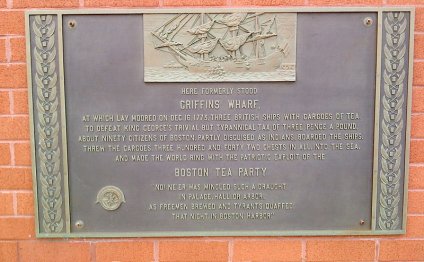 HERE FORMERLY STOOD
GRIFFINS WHARF,
AT WHICH LAY MOORED ON DEC. 16, 1773, THREE BRITISH SHIPS WITH CARGOES OF TEA.
TO DEFEAT KING GEORGE'S TRIVIAL BUT TYRANNICAL TAX OF THREE PENCE A POUND,
ABOUT NINETY CITIZENS OF BOSTON, PARTLY DISGUISED AS INDIANS, BOARDED THE SHIPS,
THREW THE CARGOES, THREE HUNDRED AND FORTY TWO CHESTS IN ALL, INTO THE SEA,
AND MADE THE WORLD RING WITH THE PATRIOTIC EXPLOIT OF THE
BOSTON TEA PARTY
"NO! NE'ER WAS MINGLED SUCH A DRAUGHT
IN PALACE, HALL, OR ARBOR,
AS FREEMEN BREWED AND TYRANTS QUAFFED
THAT NIGHT IN BOSTON HARBOR."